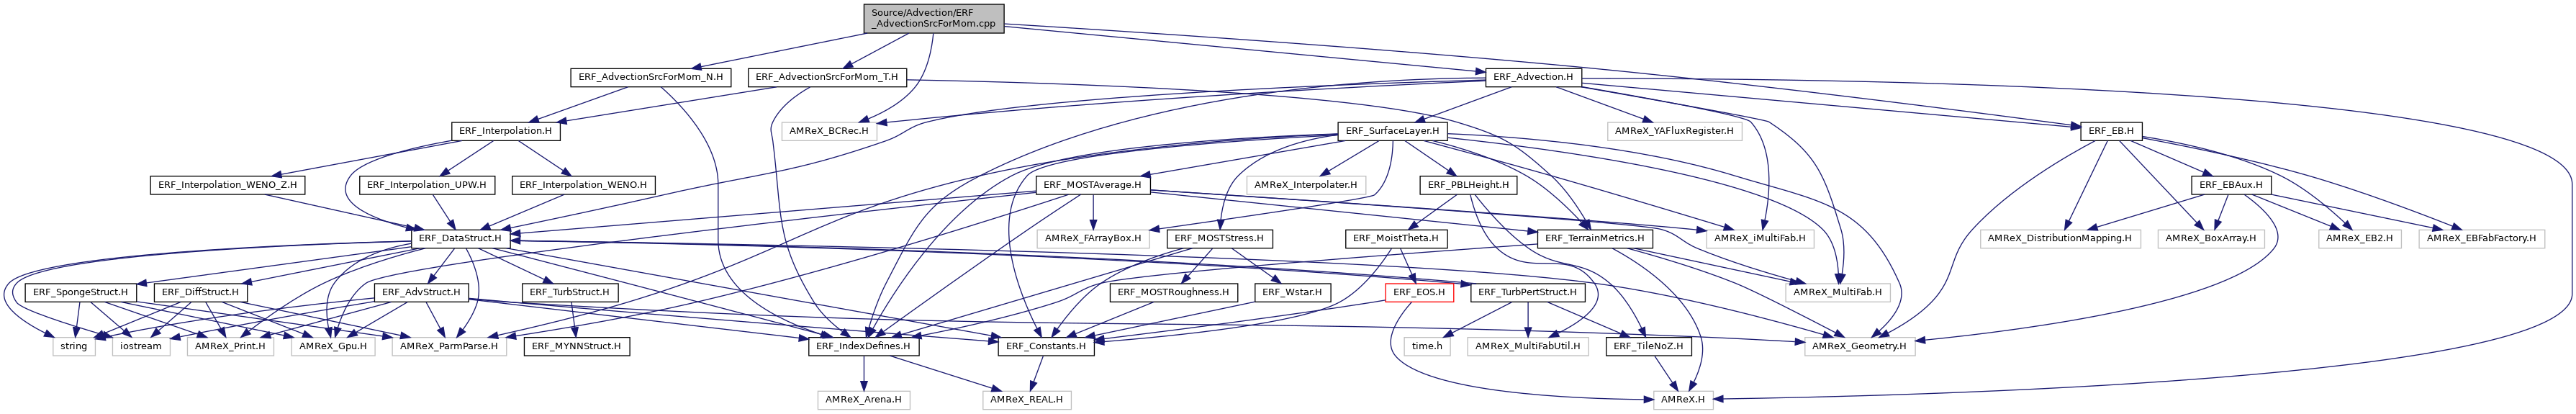 Source/Advection/ERF
_AdvectionSrcForMom.cpp
ERF_AdvectionSrcForMom_N.H
ERF_AdvectionSrcForMom_T.H
ERF_Advection.H
ERF_Interpolation.H
AMReX_BCRec.H
ERF_SurfaceLayer.H
AMReX_YAFluxRegister.H
ERF_EB.H
ERF_Interpolation_WENO_Z.H
ERF_Interpolation_UPW.H
ERF_Interpolation_WENO.H
ERF_MOSTAverage.H
AMReX_Interpolater.H
ERF_PBLHeight.H
ERF_EBAux.H
ERF_DataStruct.H
AMReX_FArrayBox.H
ERF_MOSTStress.H
ERF_MoistTheta.H
ERF_TerrainMetrics.H
AMReX_iMultiFab.H
AMReX_DistributionMapping.H
AMReX_BoxArray.H
AMReX_EB2.H
AMReX_EBFabFactory.H
ERF_SpongeStruct.H
ERF_DiffStruct.H
ERF_AdvStruct.H
ERF_TurbStruct.H
ERF_MOSTRoughness.H
ERF_Wstar.H
ERF_EOS.H
ERF_TurbPertStruct.H
AMReX_MultiFab.H
string
iostream
AMReX_Print.H
AMReX_Gpu.H
AMReX_ParmParse.H
ERF_MYNNStruct.H
ERF_IndexDefines.H
ERF_Constants.H
time.h
AMReX_MultiFabUtil.H
ERF_TileNoZ.H
AMReX_Geometry.H
AMReX_Arena.H
AMReX_REAL.H
AMReX.H